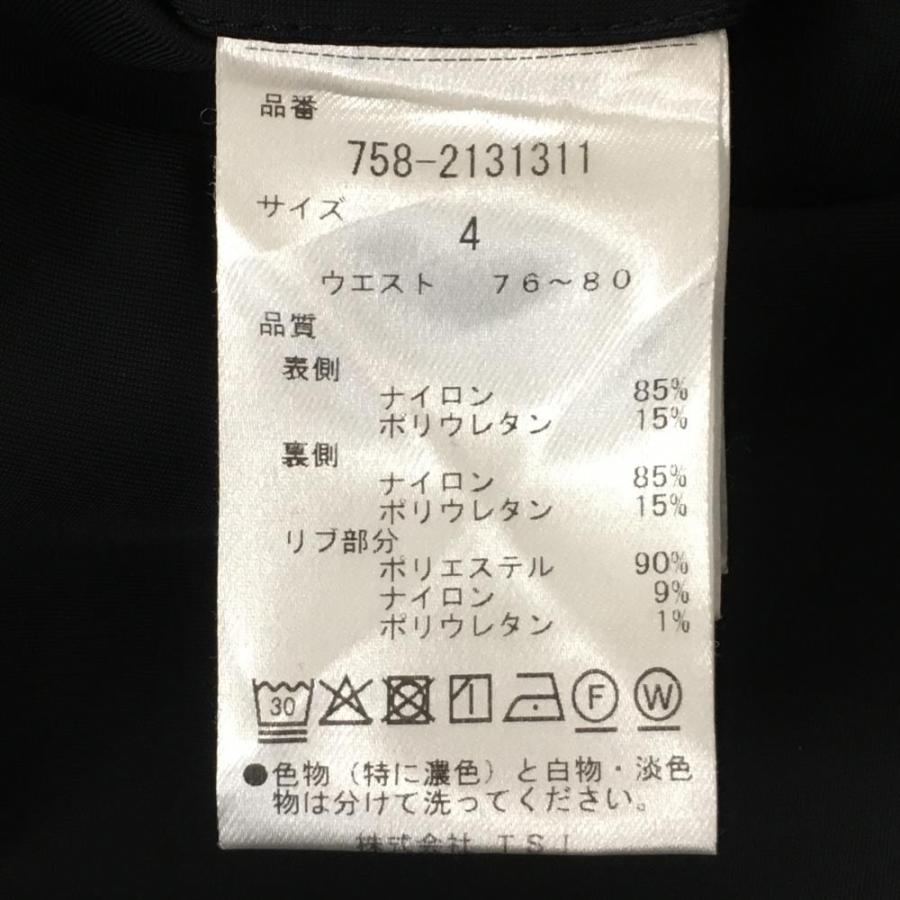 品番
758-2131311
サイズ
4
ウエスト 76~80
品質
表側
ナイロン 85%
ポリウレタン 15%
裏側
ナイロン 85%
ポリウレタン 15%
リブ部分
ポリエステル 90%
ナイロン 9%
ポリウレタン 1%
30 F W
●色物(特に濃色)と白物・淡色
物は分けて洗ってください。
株式会社 TSI